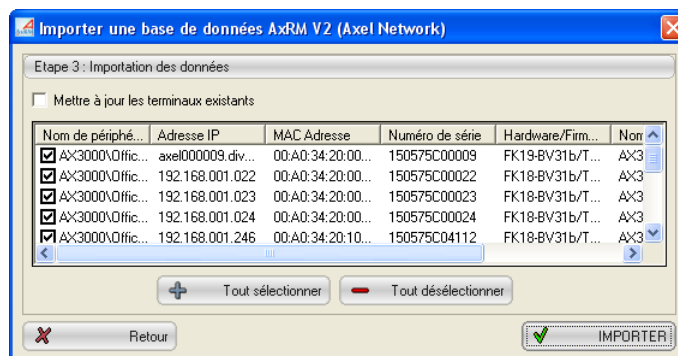 Importer une base de données AxRM V2 (Axel Network)
Etape 3 : Importation des données
Mettre à jour les terminaux existants
Nom de périphé... Adresse IP MAC Adresse Numéro de série Hardware/Firm... Nom
AX3000\Offic... axel000009.div... 00:A0:34:20:00... 150575C00009 FK19-BV31b/T... AX3
AX3000\Offic... 192.168.001.022 00:A0:34:20:00... 150575C00022 FK18-BV31b/T... AX3
AX3000\Offic... 192.168.001.023 00:A0:34:20:00... 150575C00023 FK18-BV31b/T... AX3
AX3000\Offic... 192.168.001.024 00:A0:34:20:00... 150575C00024 FK18-BV31b/T... AX3
AX3000\Offic... 192.168.001.246 00:A0:34:20:10... 150575C04112 FK18-BV31b/T... AX3
Tout sélectionner Tout désélectionner
Retour IMPORTER